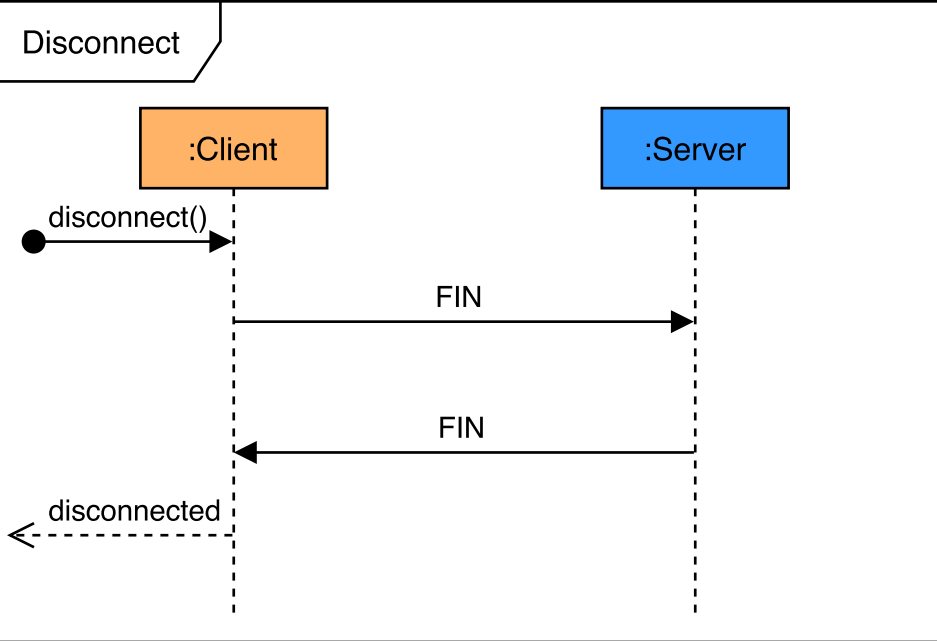 Disconnect
:Client
:Server
disconnect()
FIN
FIN
disconnected